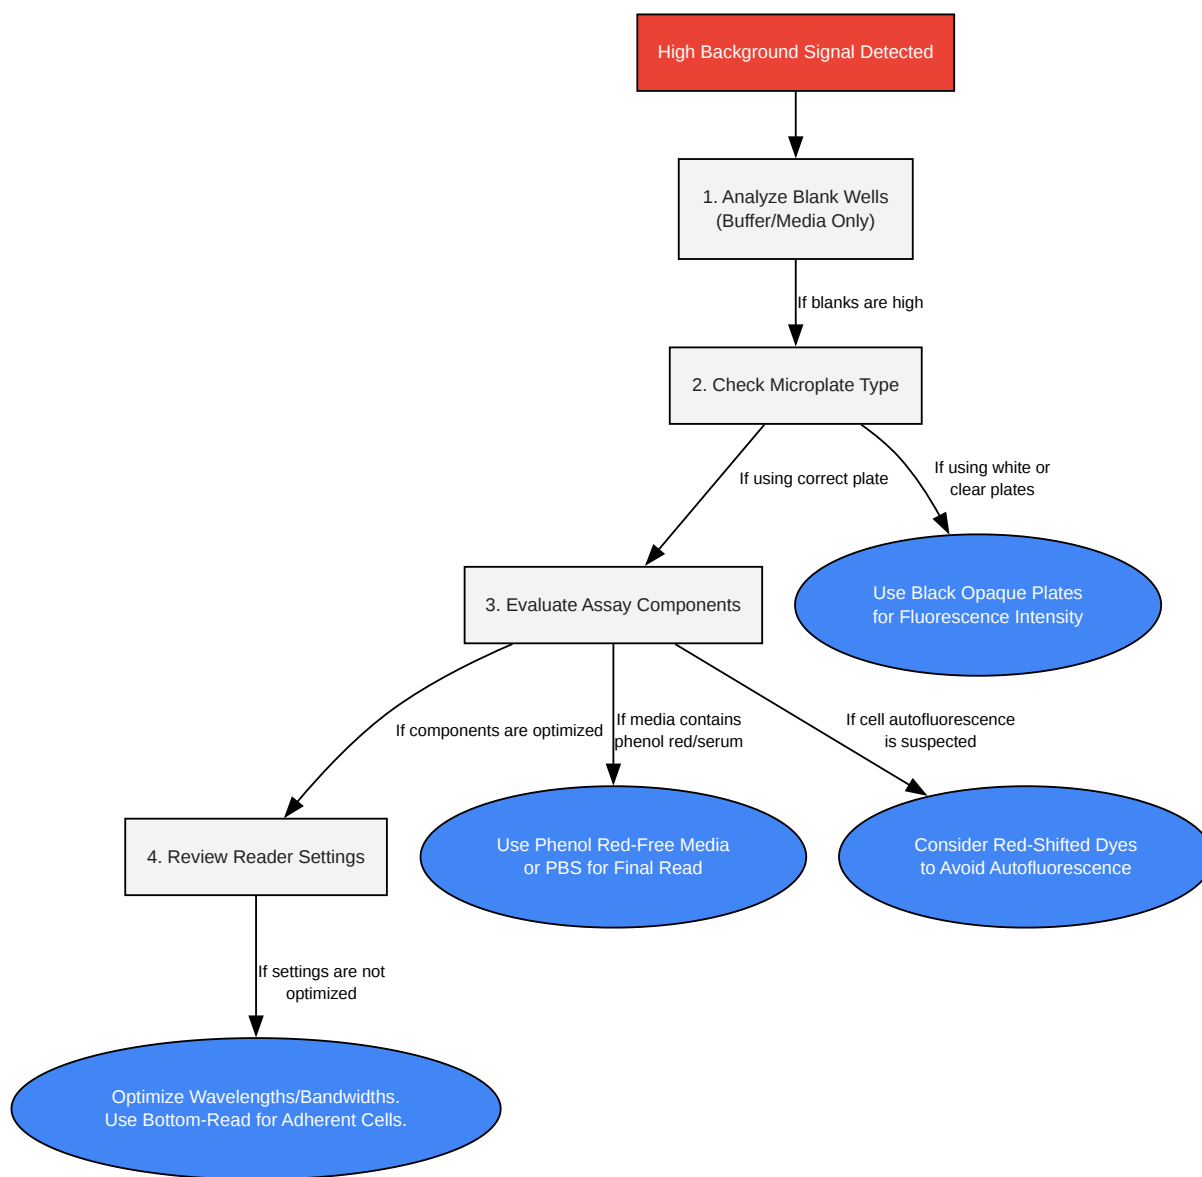 High Background Signal Detected
1. Analyze Blank Wells
(Buffer/Media Only)
If blanks are high
2. Check Microplate Type
If using correct plate
If using white or
clear plates
Use Black Opaque Plates
for Fluorescence Intensity
3. Evaluate Assay Components
If components are optimized
If media contains
phenol red/serum
If cell autofluorescence
is suspected
4. Review Reader Settings
Use Phenol Red-Free Media
or PBS for Final Read
Consider Red-Shifted Dyes
to Avoid Autofluorescence
If settings are not
optimized
Optimize Wavelengths/Bandwidths.
Use Bottom-Read for Adherent Cells.